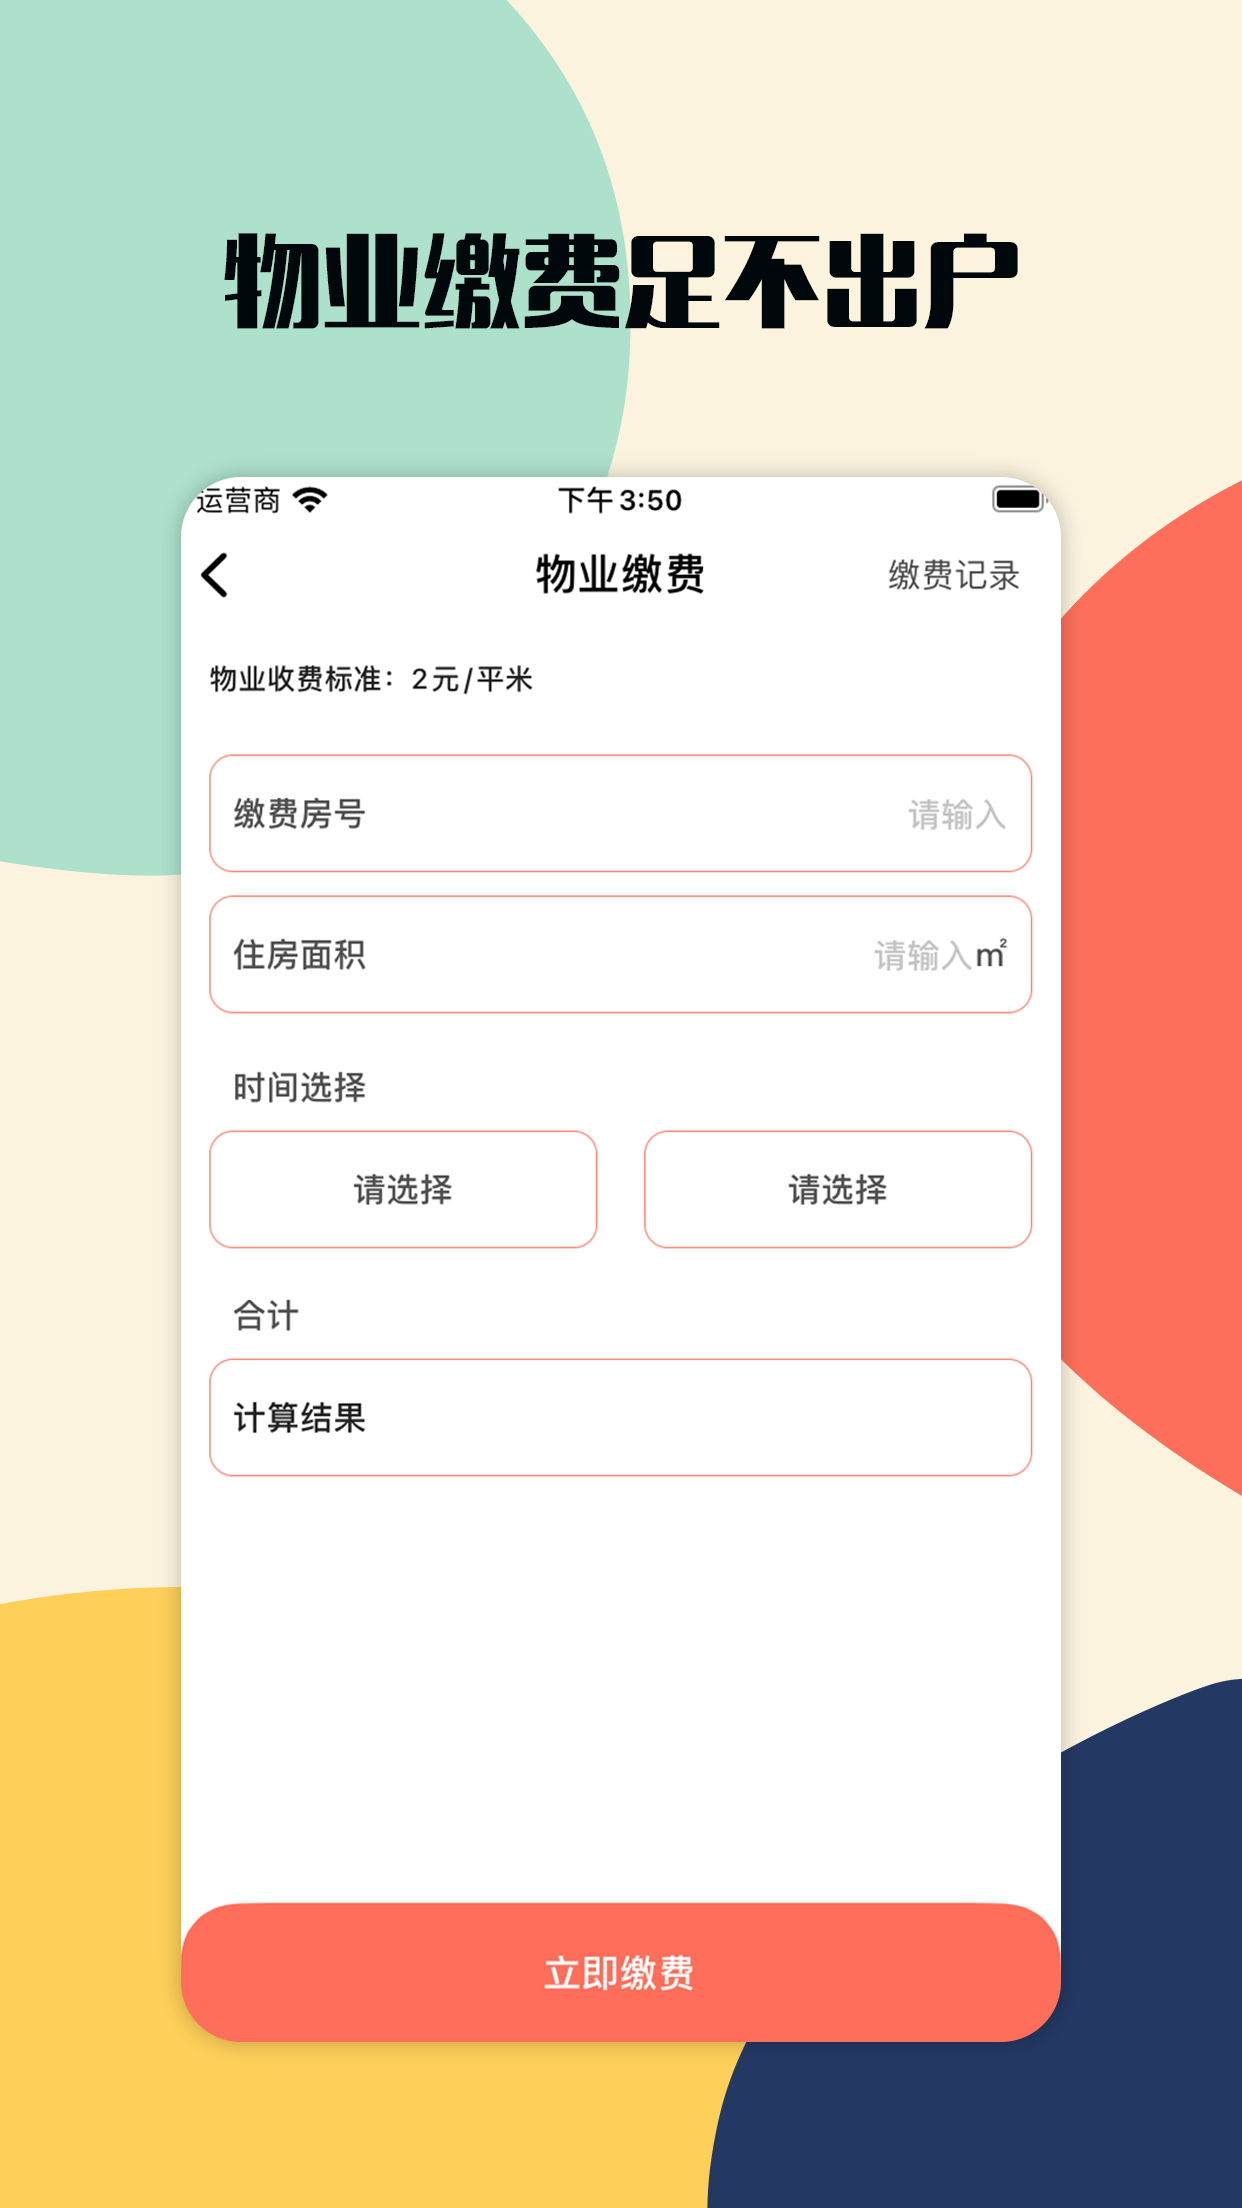 物业缴费足不出户
运营商 下午3:50
物业缴费 缴费记录
物业收费标准：2元/平米
缴费房号 请输入
住房面积 请输入㎡
时间选择
请选择 请选择
合计
计算结果
立即缴费